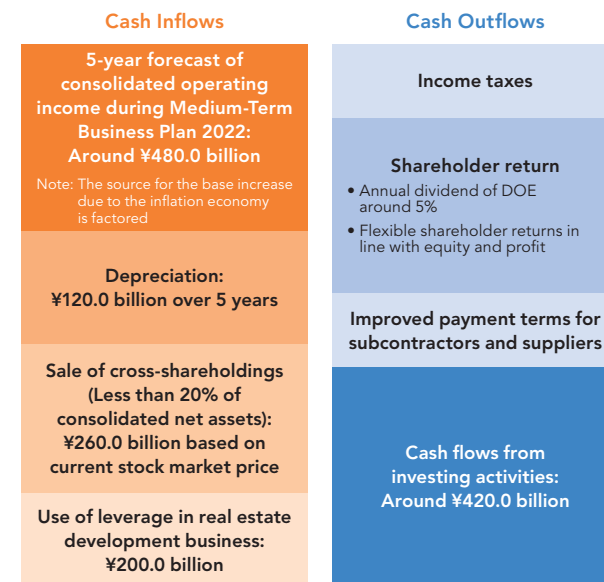 Cash Inflows
5-year forecast of
consolidated operating
income during Medium-Term
Business Plan 2022:
Around ¥480.0 billion
Note: The source for the base increase
due to the inflation economy
is factored
Depreciation:
¥120.0 billion over 5 years
Sale of cross-shareholdings
(Less than 20% of
consolidated net assets):
¥260.0 billion based on
current stock market price
Use of leverage in real estate
development business:
¥200.0 billion
Cash Outflows
Income taxes
Shareholder return
• Annual dividend of DOE
around 5%
• Flexible shareholder returns in
line with equity and profit
Improved payment terms for
subcontractors and suppliers
Cash flows from
investing activities:
Around ¥420.0 billion